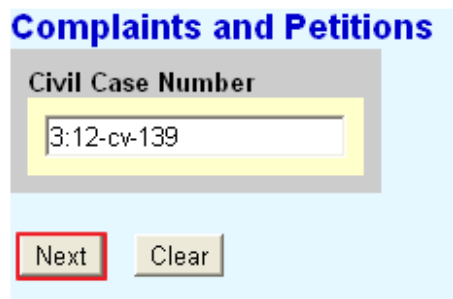 Complaints and Petitions
Civil Case Number
3:12-cv-139
Next Clear